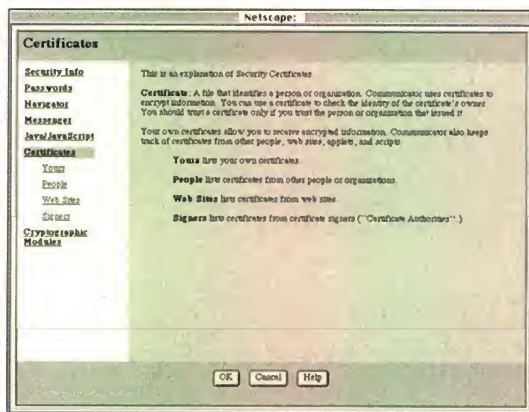 Netscape:
Certificates
Security Info
Passwords
Navigator
Messenger
Java/JavaScript
Certificates
Yours
People
Web Sites
Signers
Cryptographic
Modules
This is an explanation of Security Certificates
Certificate: A file that identifies a person or organization. Communicator uses certificates to
encrypt information. You can use a certificate to check the identity of the certificate's owner.
You should trust a certificate only if you trust the person or organization that issued it
Your own certificates allow you to receive encrypted information. Communicator also keeps
track of certificates from other people, web sites, applets, and scripts
Yours lists your own certificates.
People lists certificates from other people or organizations.
Web Sites lists certificates from web sites.
Signers lists certificates from certificate signers ("Certificate Authorities".)
OK Cancel Help